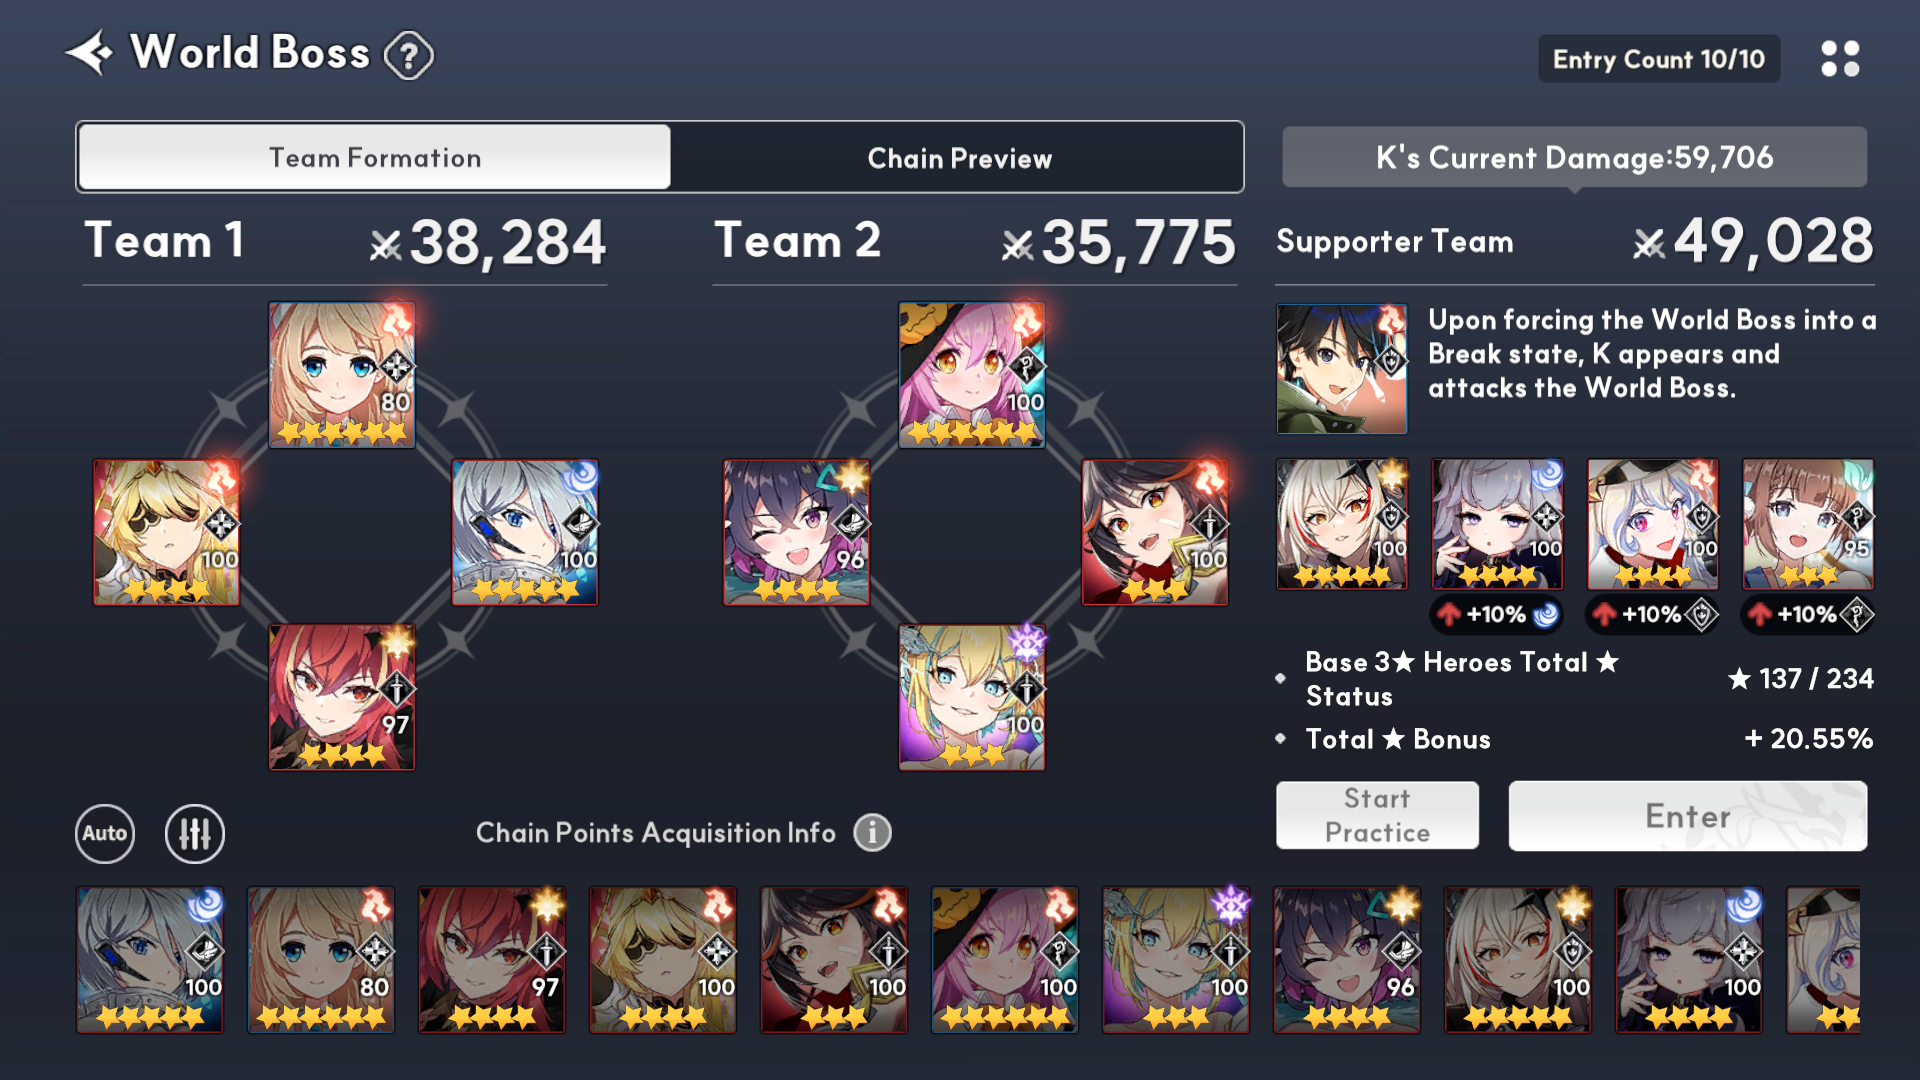 World Boss ?
Entry Count 10/10
Team Formation
Chain Preview
K's Current Damage:59,706
Team 1
38,284
Team 2
35,775
Supporter Team
49,028
80
100
100
97
100
96
100
100
Upon forcing the World Boss into a
Break state, K appears and
attacks the World Boss.
100
100
100
95
+10%
+10%
+10%
Base 3★ Heroes Total ★
Status
★ 137 / 234
Total ★ Bonus
+ 20.55%
Start
Practice
Enter
Auto
Chain Points Acquisition Info i
100
80
97
100
100
100
100
96
100
100